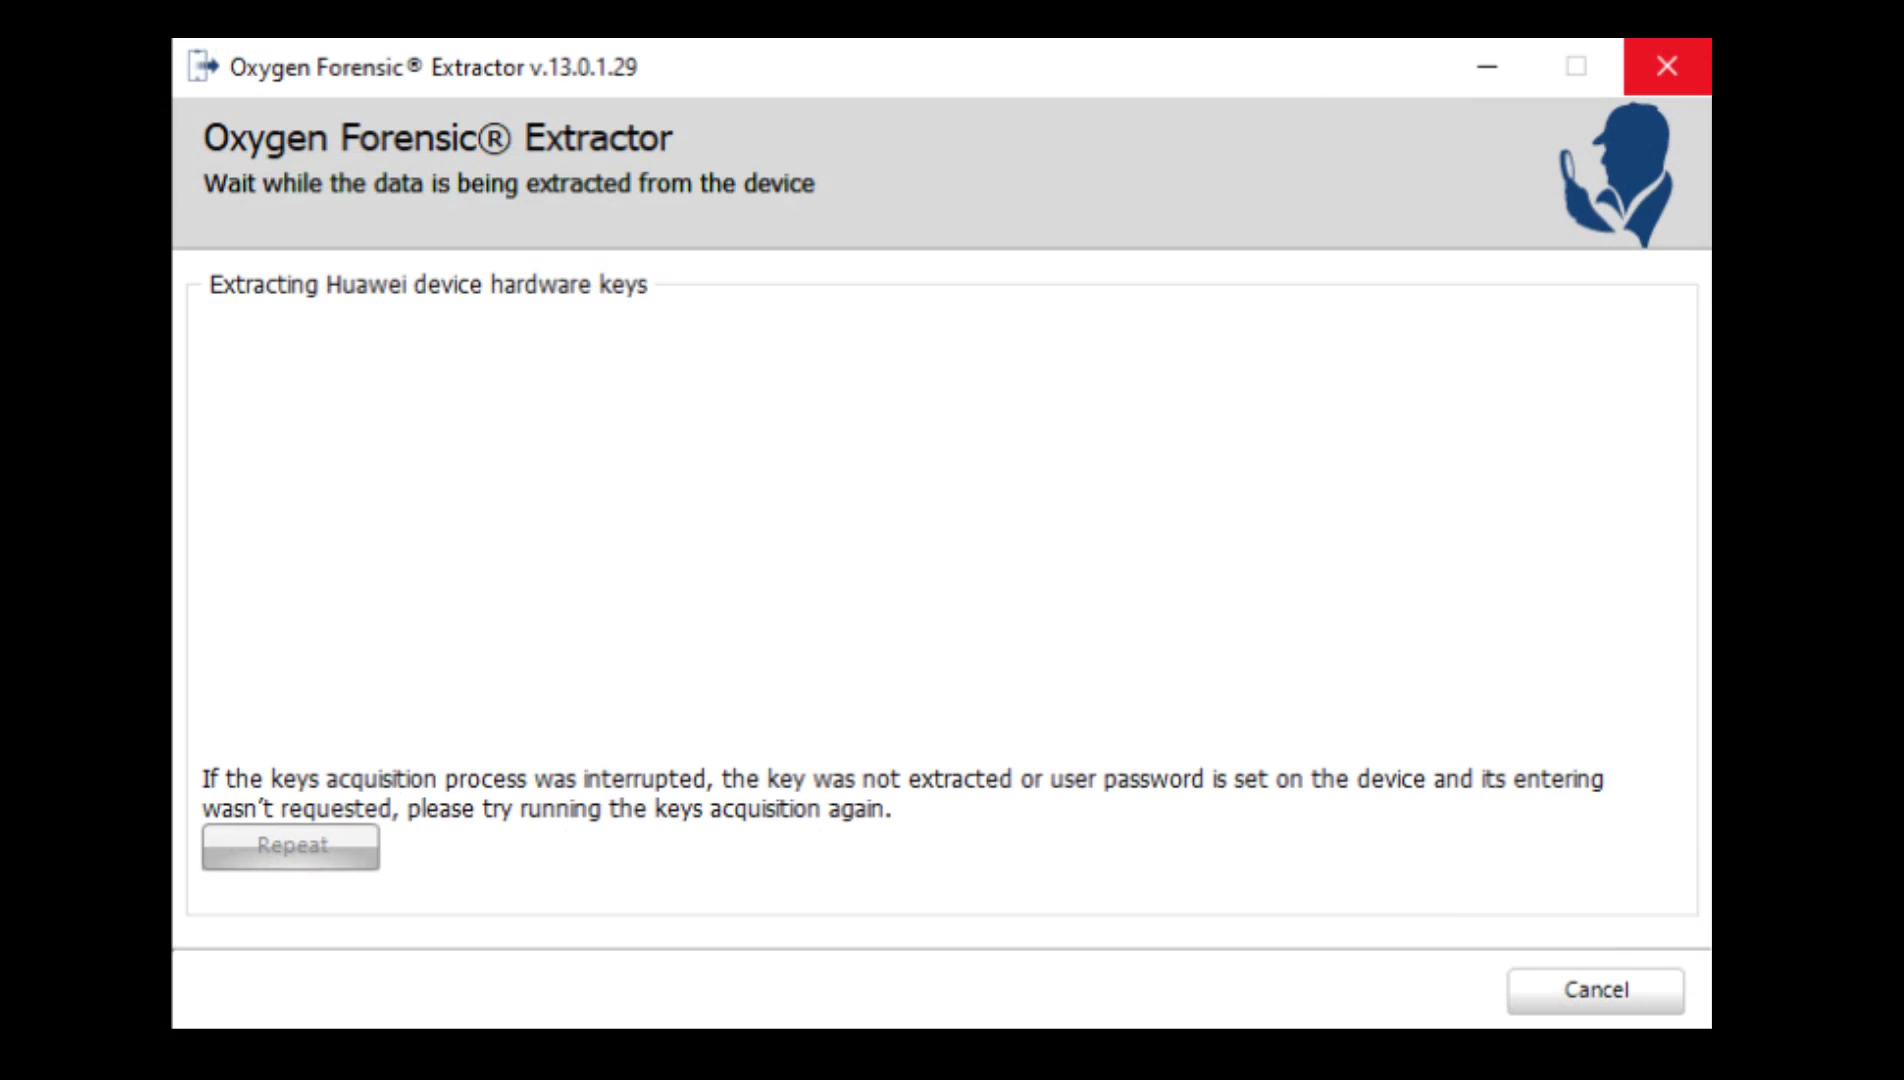 Oxygen Forensic® Extractor v.13.0.1.29
Oxygen Forensic® Extractor
Wait while the data is being extracted from the device
Extracting Huawei device hardware keys
If the keys acquisition process was interrupted, the key was not extracted or user password is set on the device and its entering
wasn't requested, please try running the keys acquisition again.
Repeat
Cancel